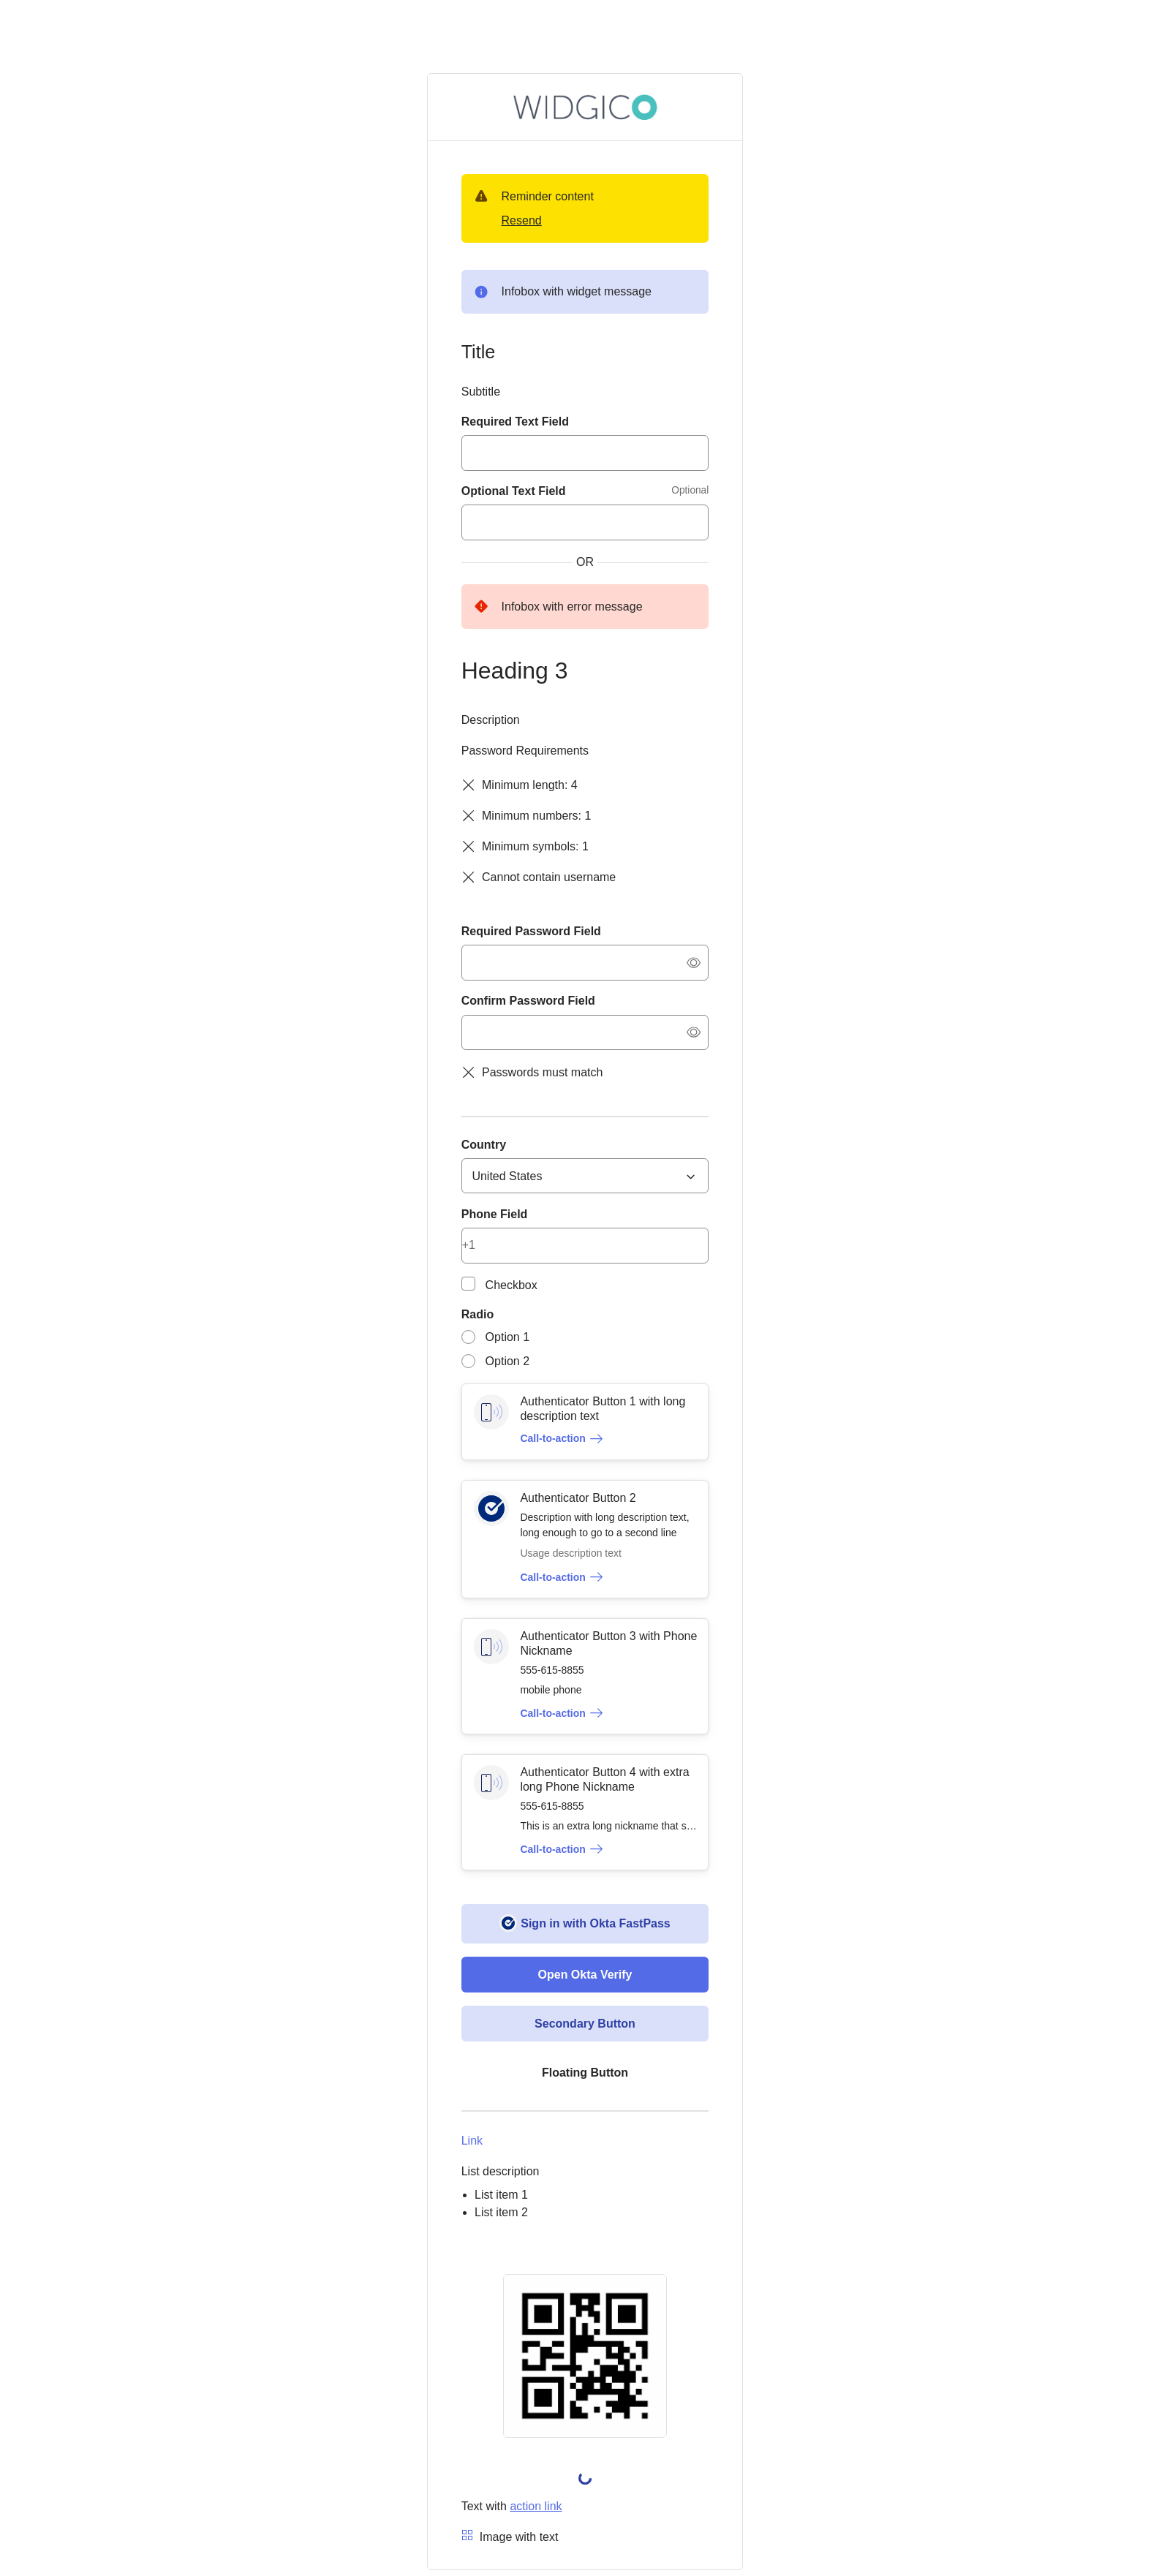 WIDGICO
Reminder content
Resend
Infobox with widget message
Title
Subtitle
Required Text Field
Optional Text Field Optional
OR
Infobox with error message
Heading 3
Description
Password Requirements
Minimum length: 4
Minimum numbers: 1
Minimum symbols: 1
Cannot contain username
Required Password Field
Confirm Password Field
Passwords must match
Country
United States
Phone Field
+1
Checkbox
Radio
Option 1
Option 2
Authenticator Button 1 with long
description text
Call-to-action
Authenticator Button 2
Description with long description text,
long enough to go to a second line
Usage description text
Call-to-action
Authenticator Button 3 with Phone
Nickname
555-615-8855
mobile phone
Call-to-action
Authenticator Button 4 with extra
long Phone Nickname
555-615-8855
This is an extra long nickname that s…
Call-to-action
Sign in with Okta FastPass
Open Okta Verify
Secondary Button
Floating Button
Link
List description
• List item 1
• List item 2
Text with action link
Image with text